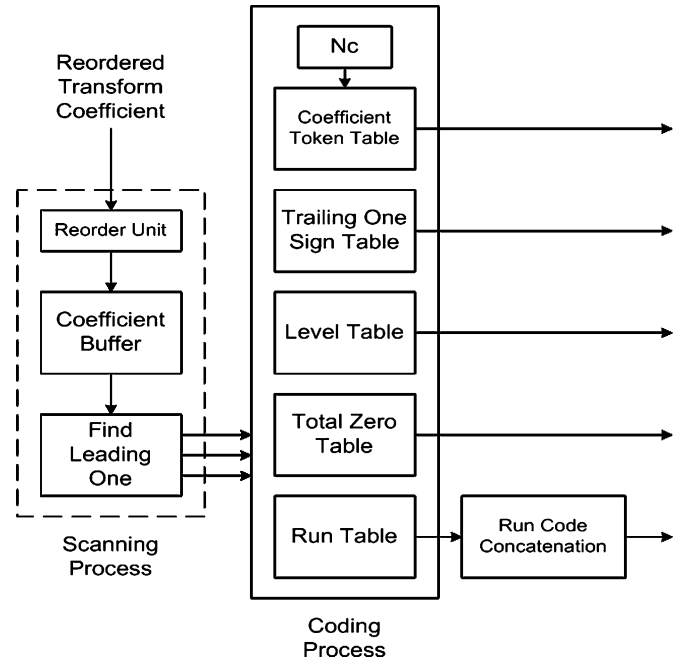 Reordered
Transform
Coefficient
Reorder Unit
Coefficient
Buffer
Find
Leading
One
Scanning
Process
Nc
Coefficient
Token Table
Trailing One
Sign Table
Level Table
Total Zero
Table
Run Table
Run Code
Concatenation
Coding
Process